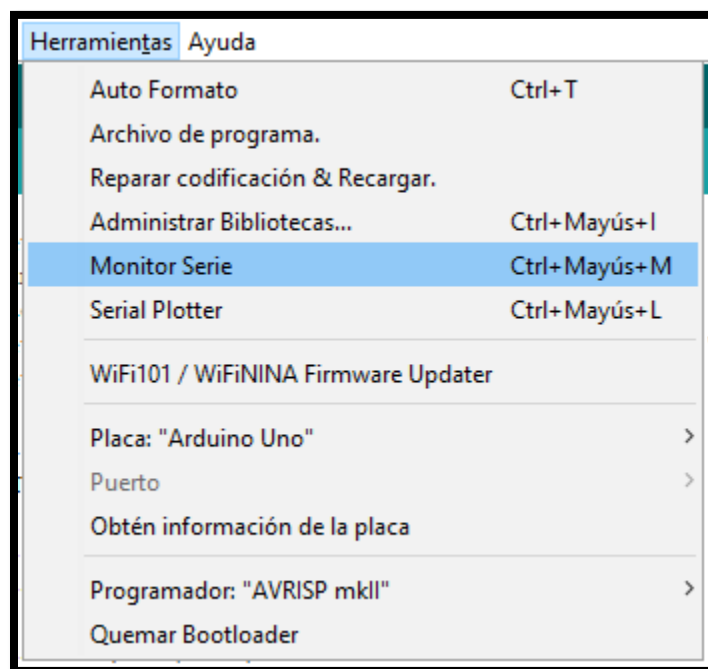 Herramientas Ayuda
Auto Formato Ctrl+T
Archivo de programa.
Reparar codificación & Recargar.
Administrar Bibliotecas... Ctrl+Mayús+I
Monitor Serie Ctrl+Mayús+M
Serial Plotter Ctrl+Mayús+L
WiFi101 / WiFiNINA Firmware Updater
Placa: "Arduino Uno"
Puerto
Obtén información de la placa
Programador: "AVRISP mkII"
Quemar Bootloader